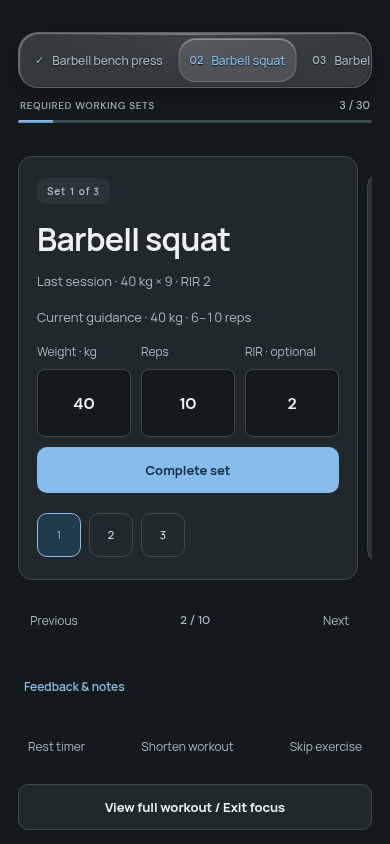 ✓ Barbell bench press 02 Barbell squat 03 Barbel
REQUIRED WORKING SETS 3 / 30
Set 1 of 3
Barbell squat
Last session · 40 kg × 9 · RIR 2
Current guidance · 40 kg · 6–10 reps
Weight · kg Reps RIR · optional
40 10 2
Complete set
1 2 3
Previous 2 / 10 Next
Feedback & notes
Rest timer Shorten workout Skip exercise
View full workout / Exit focus